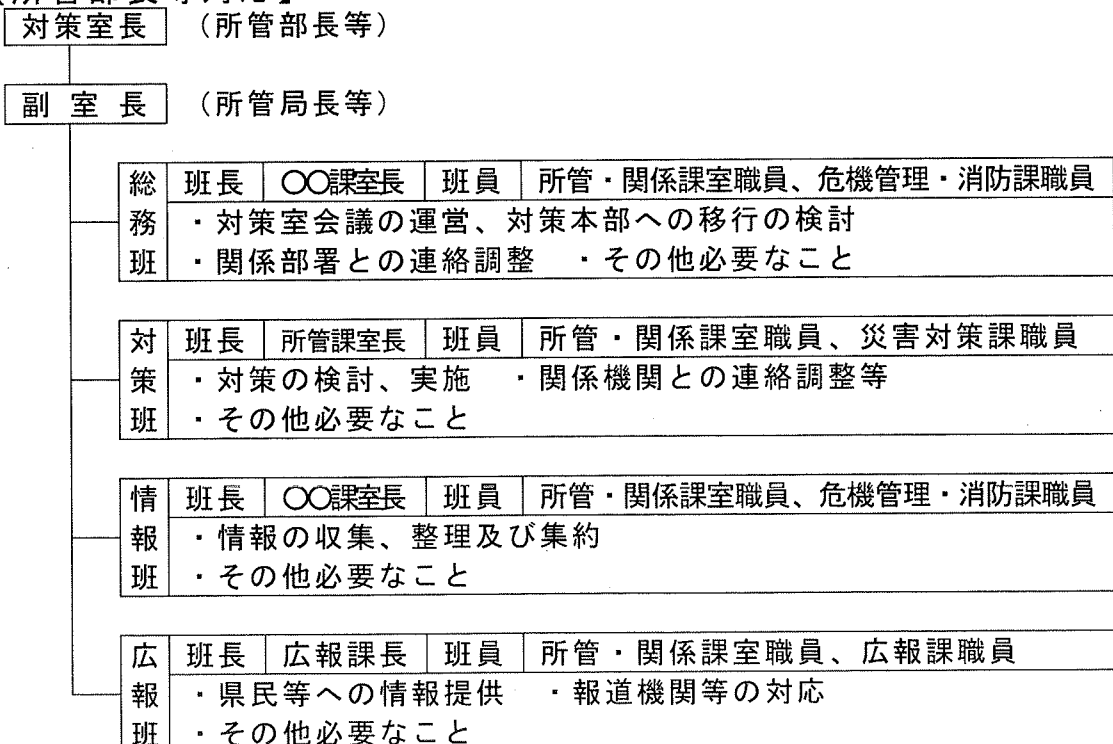 対策室長 （所管部長等）
副室長 （所管局長等）
総務班 班長 〇〇課室長 班員 所管・関係課室職員、危機管理・消防課職員
・対策室会議の運営、対策本部への移行の検討
・関係部署との連絡調整 ・その他必要なこと
対策班 班長 所管課室長 班員 所管・関係課室職員、災害対策課職員
・対策の検討、実施 ・関係機関との連絡調整等
・その他必要なこと
情報班 班長 〇〇課室長 班員 所管・関係課室職員、危機管理・消防課職員
・情報の収集、整理及び集約
・その他必要なこと
広報班 班長 広報課長 班員 所管・関係課室職員、広報課職員
・県民等への情報提供 ・報道機関等の対応
・その他必要なこと